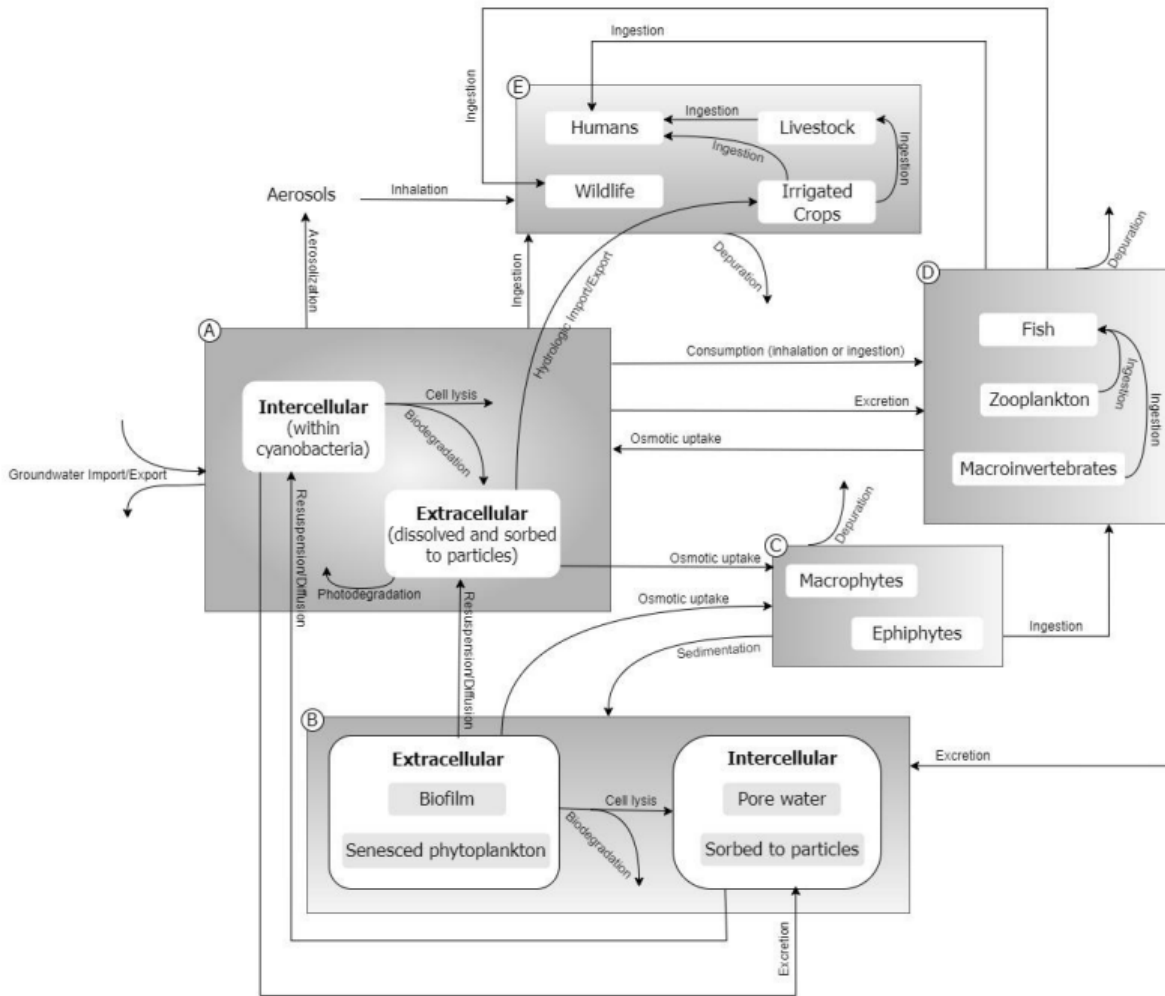 Ingestion
Ingestion
E
Humans
Ingestion
Livestock
Ingestion
Ingestion
Wildlife
Irrigated
Crops
Aerosols
Inhalation
Aerosolization
Ingestion
Hydrologic Import/Export
Depuration
Depuration
D
A
Fish
Consumption (inhalation or ingestion)
Zooplankton
Ingestion
Ingestion
Intercellular
(within
cyanobacteria)
Cell lysis
Biodegradation
Excretion
Osmotic uptake
Macroinvertebrates
Groundwater Import/Export
Extracellular
(dissolved and sorbed
to particles)
Resuspension/Diffusion
Photodegradation
Resuspension/Diffusion
Osmotic uptake
Osmotic uptake
Depuration
C
Macrophytes
Ephiphytes
Ingestion
Sedimentation
B
Extracellular
Biofilm
Senesced phytoplankton
Cell lysis
Biodegradation
Intercellular
Pore water
Sorbed to particles
Excretion
Excretion